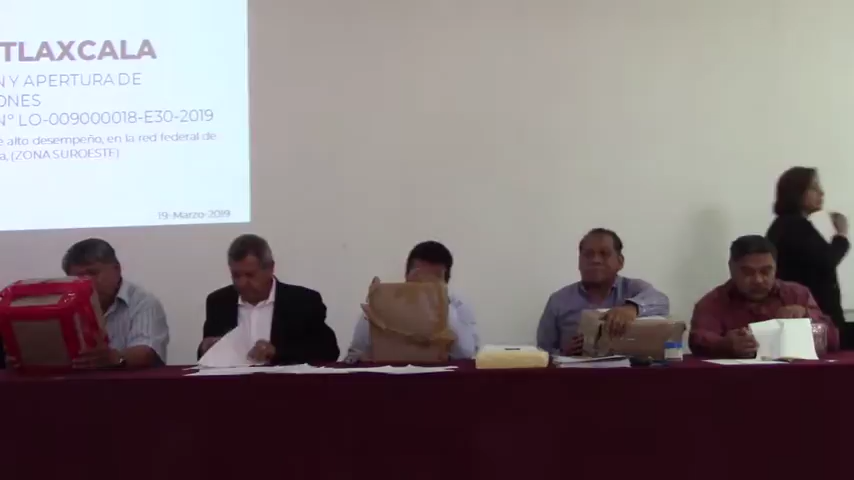 TLAXCALA
N Y APERTURA DE
ONES
N° LO-009000018-E30-2019
e alto desempeño, en la red federal de
a, (ZONA SUROESTE)
19-Marzo-2019